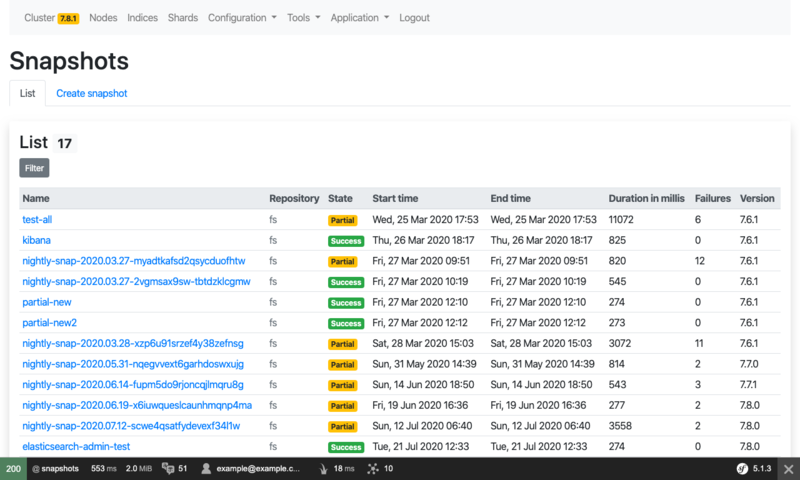 Cluster 7.8.1 Nodes Indices Shards Configuration Tools Application Logout
Snapshots
List Create snapshot
List 17
Filter
Name Repository State Start time End time Duration in millis Failures Version
test-all fs Partial Wed, 25 Mar 2020 17:53 Wed, 25 Mar 2020 17:53 11072 6 7.6.1
kibana fs Success Thu, 26 Mar 2020 18:17 Thu, 26 Mar 2020 18:17 825 0 7.6.1
nightly-snap-2020.03.27-myadtkafsd2qsycduofhtw fs Partial Fri, 27 Mar 2020 09:51 Fri, 27 Mar 2020 09:51 820 12 7.6.1
nightly-snap-2020.03.27-2vgmsax9sw-tbtdzklcgmw fs Success Fri, 27 Mar 2020 10:19 Fri, 27 Mar 2020 10:19 545 0 7.6.1
partial-new fs Success Fri, 27 Mar 2020 12:10 Fri, 27 Mar 2020 12:10 274 0 7.6.1
partial-new2 fs Success Fri, 27 Mar 2020 12:12 Fri, 27 Mar 2020 12:12 273 0 7.6.1
nightly-snap-2020.03.28-xzp6u91srzef4y38zefnsg fs Partial Sat, 28 Mar 2020 15:03 Sat, 28 Mar 2020 15:03 3072 11 7.6.1
nightly-snap-2020.05.31-nqegvvext6garhdoswxujg fs Partial Sun, 31 May 2020 14:39 Sun, 31 May 2020 14:39 814 2 7.7.0
nightly-snap-2020.06.14-fupm5do9rjoncqjlmqru8g fs Partial Sun, 14 Jun 2020 18:50 Sun, 14 Jun 2020 18:50 543 3 7.7.1
nightly-snap-2020.06.19-x6iuwqueslcaunhmqnp4ma fs Partial Fri, 19 Jun 2020 16:36 Fri, 19 Jun 2020 16:36 277 2 7.8.0
nightly-snap-2020.07.12-scwe4qsatfydevexf34l1w fs Partial Sun, 12 Jul 2020 06:40 Sun, 12 Jul 2020 06:40 3558 2 7.8.0
elasticsearch-admin-test fs Success Tue, 21 Jul 2020 12:33 Tue, 21 Jul 2020 12:33 274 0 7.8.0
200 @ snapshots 553 ms 2.0 MiB 51 example@example.c... 18 ms 10 sf 5.1.3